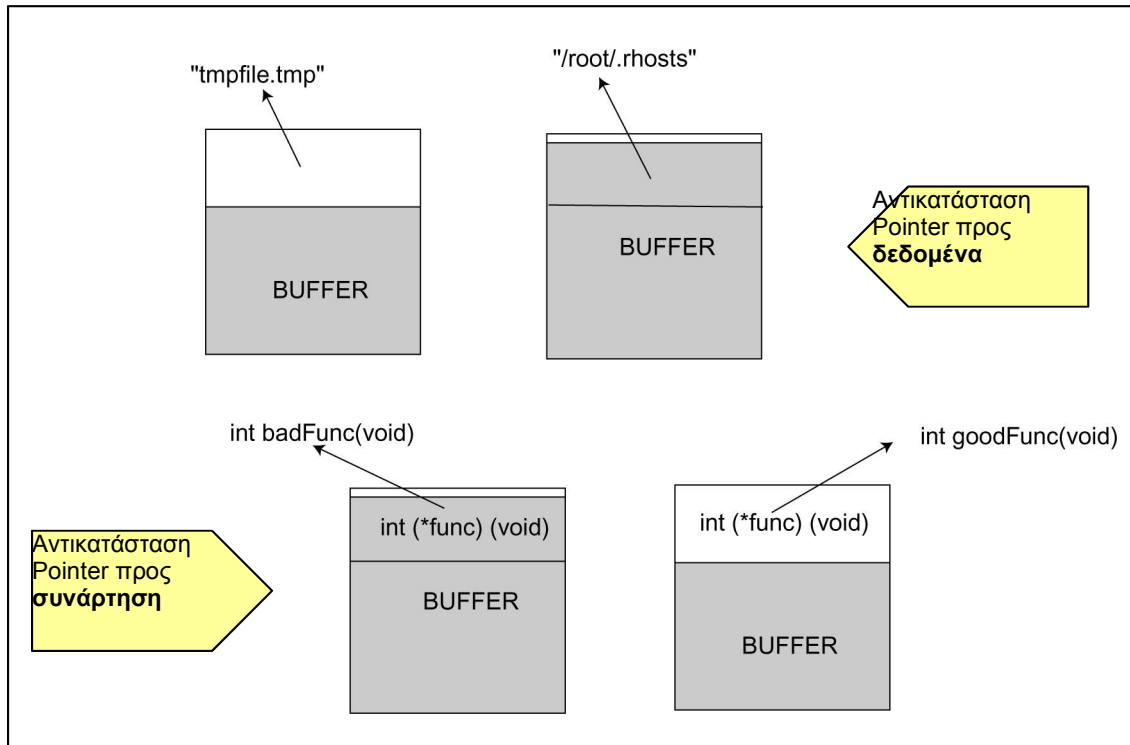 "tmpfile.tmp"
"/root/.rhosts"
BUFFER
BUFFER
Αντικατάσταση
Pointer προς
δεδομένα
int badFunc(void)
int goodFunc(void)
Αντικατάσταση
Pointer προς
συνάρτηση
int (*func) (void)
BUFFER
int (*func) (void)
BUFFER